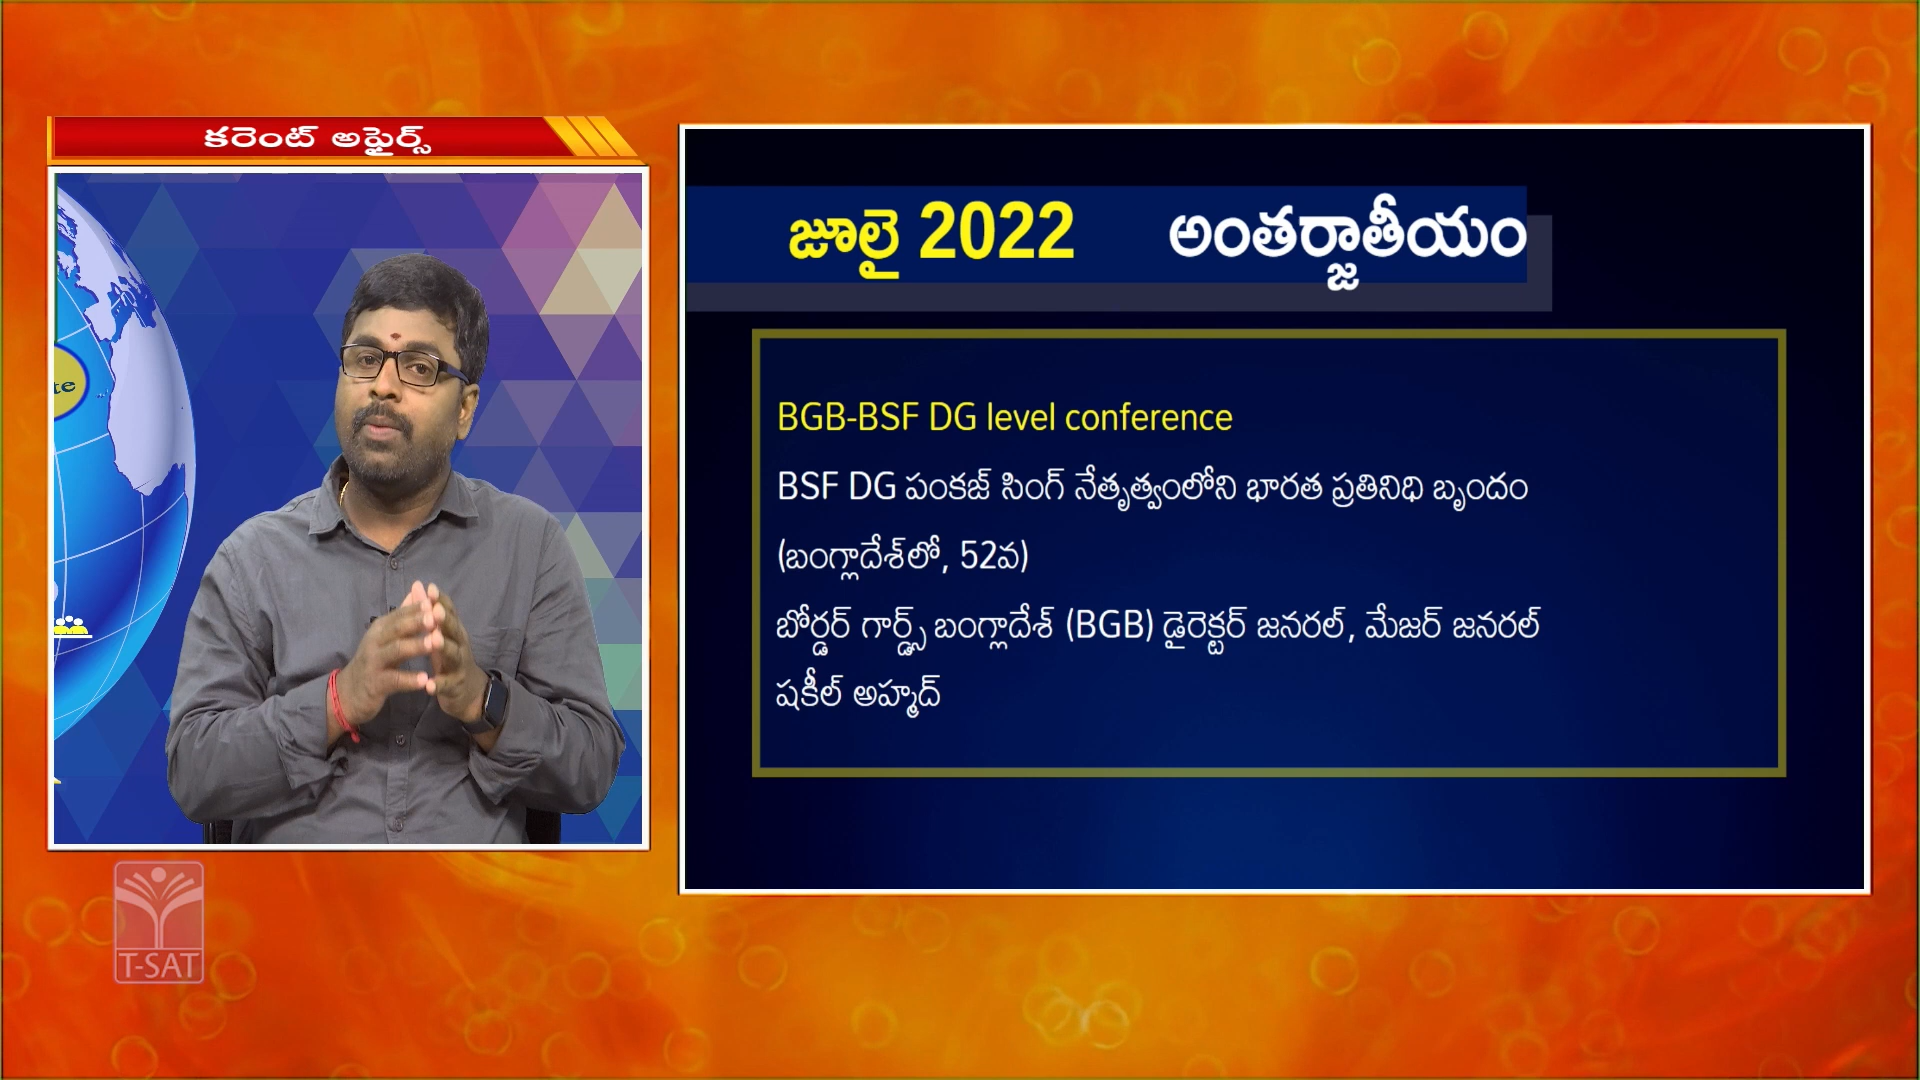 కరెంట్ అఫైర్స్
జూలై 2022 అంతర్జాతీయం
te
BGB-BSF DG level conference
BSF DG పంకజ్ సింగ్ నేతృత్వంలోని భారత ప్రతినిధి బృందం
(బంగ్లాదేశ్‌లో, 52వ)
బోర్డర్ గార్డ్స్ బంగ్లాదేశ్ (BGB) డైరెక్టర్ జనరల్, మేజర్ జనరల్
షకీల్ అహ్మద్
T-SAT